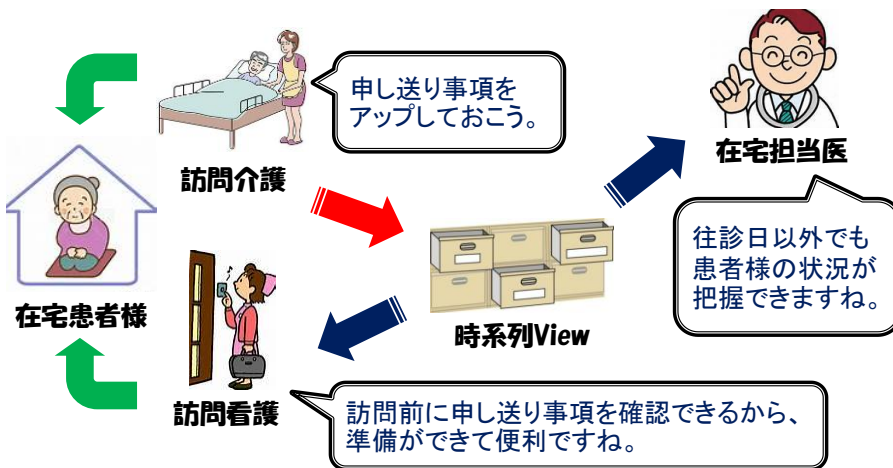 申し送り事項を
アップしておこう。
訪問介護
在宅担当医
往診日以外でも
患者様の状況が
把握できますね。
在宅患者様
時系列View
訪問看護
訪問前に申し送り事項を確認できるから、
準備ができて便利ですね。